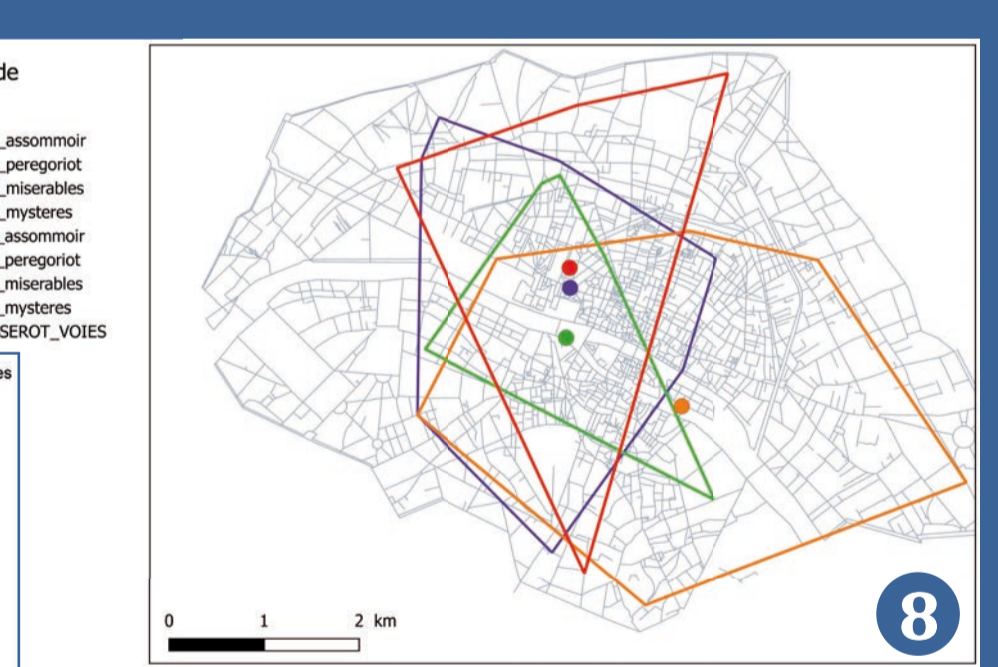 de
_assommoir
_peregoriot
_miserables
_mysteres
_assommoir
_peregoriot
_miserables
_mysteres
SEROT_VOIES
es
0 1 2 km
8